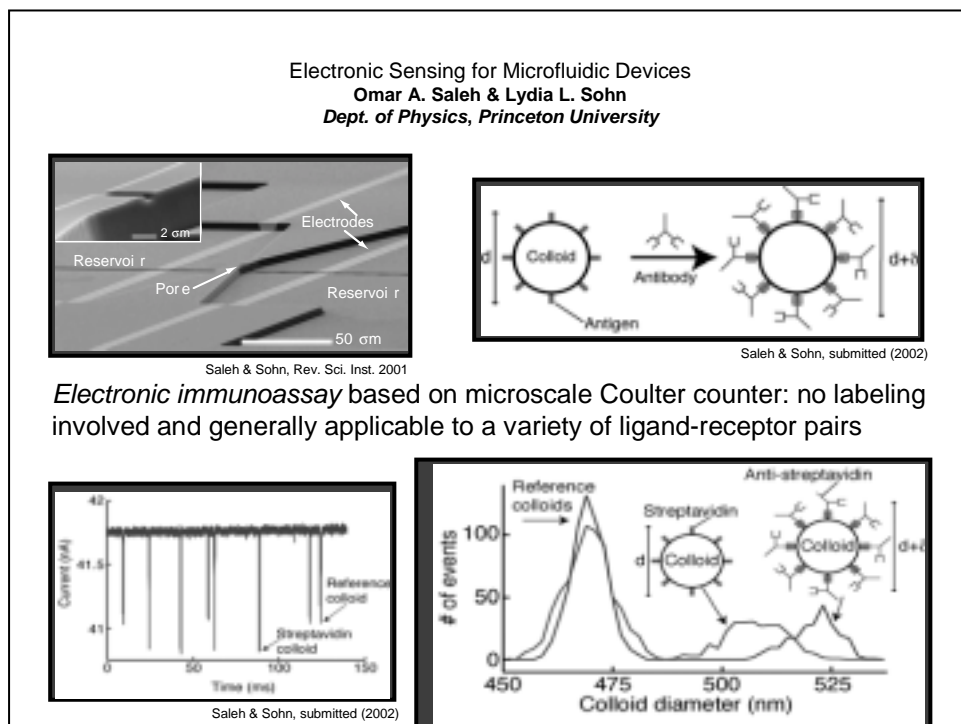 Electronic Sensing for Microfluidic Devices
Omar A. Saleh & Lydia L. Sohn
Dept. of Physics, Princeton University
2 σm
Electrodes
Reservoi r
Pore
Reservoi r
50 σm
Saleh & Sohn, Rev. Sci. Inst. 2001
d
Colloid
Antibody
Antigen
d+∂
Saleh & Sohn, submitted (2002)
Electronic immunoassay based on microscale Coulter counter: no labeling
involved and generally applicable to a variety of ligand-receptor pairs
42
41.5
41
Current (nA)
Reference
colloid
Streptavidin
colloid
0 50 100 150
Time (ms)
Saleh & Sohn, submitted (2002)
Reference
colloids
Streptavidin
Anti-streptavidin
d
Colloid
Colloid
d+∂
# of events
100
50
0
450 475 500 525
Colloid diameter (nm)